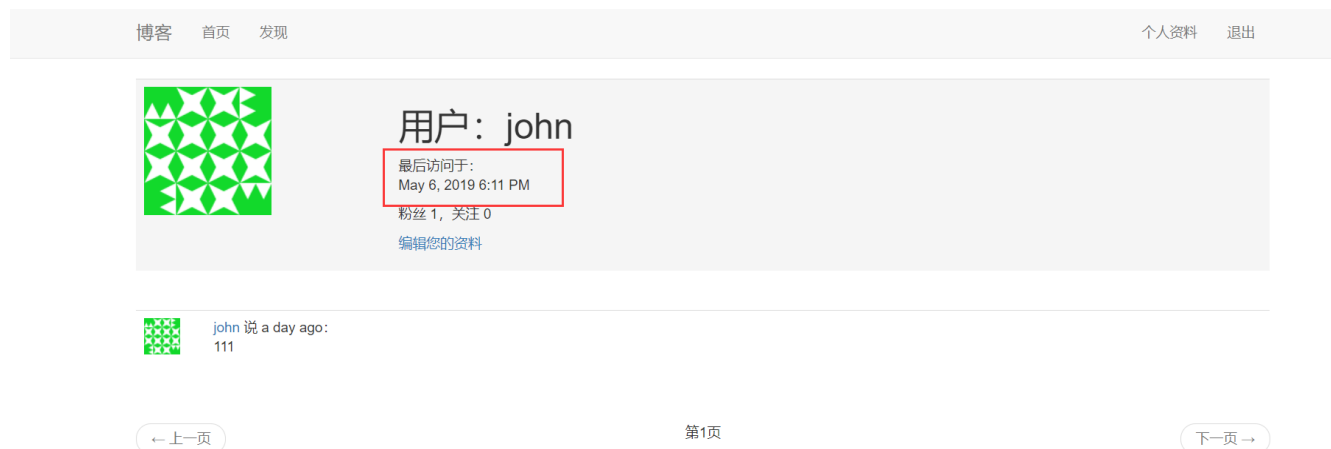 博客 首页 发现 个人资料 退出
用户：john
最后访问于：
May 6, 2019 6:11 PM
粉丝 1，关注 0
编辑您的资料
john 说 a day ago：
111
← 上一页 第1页 下一页 →